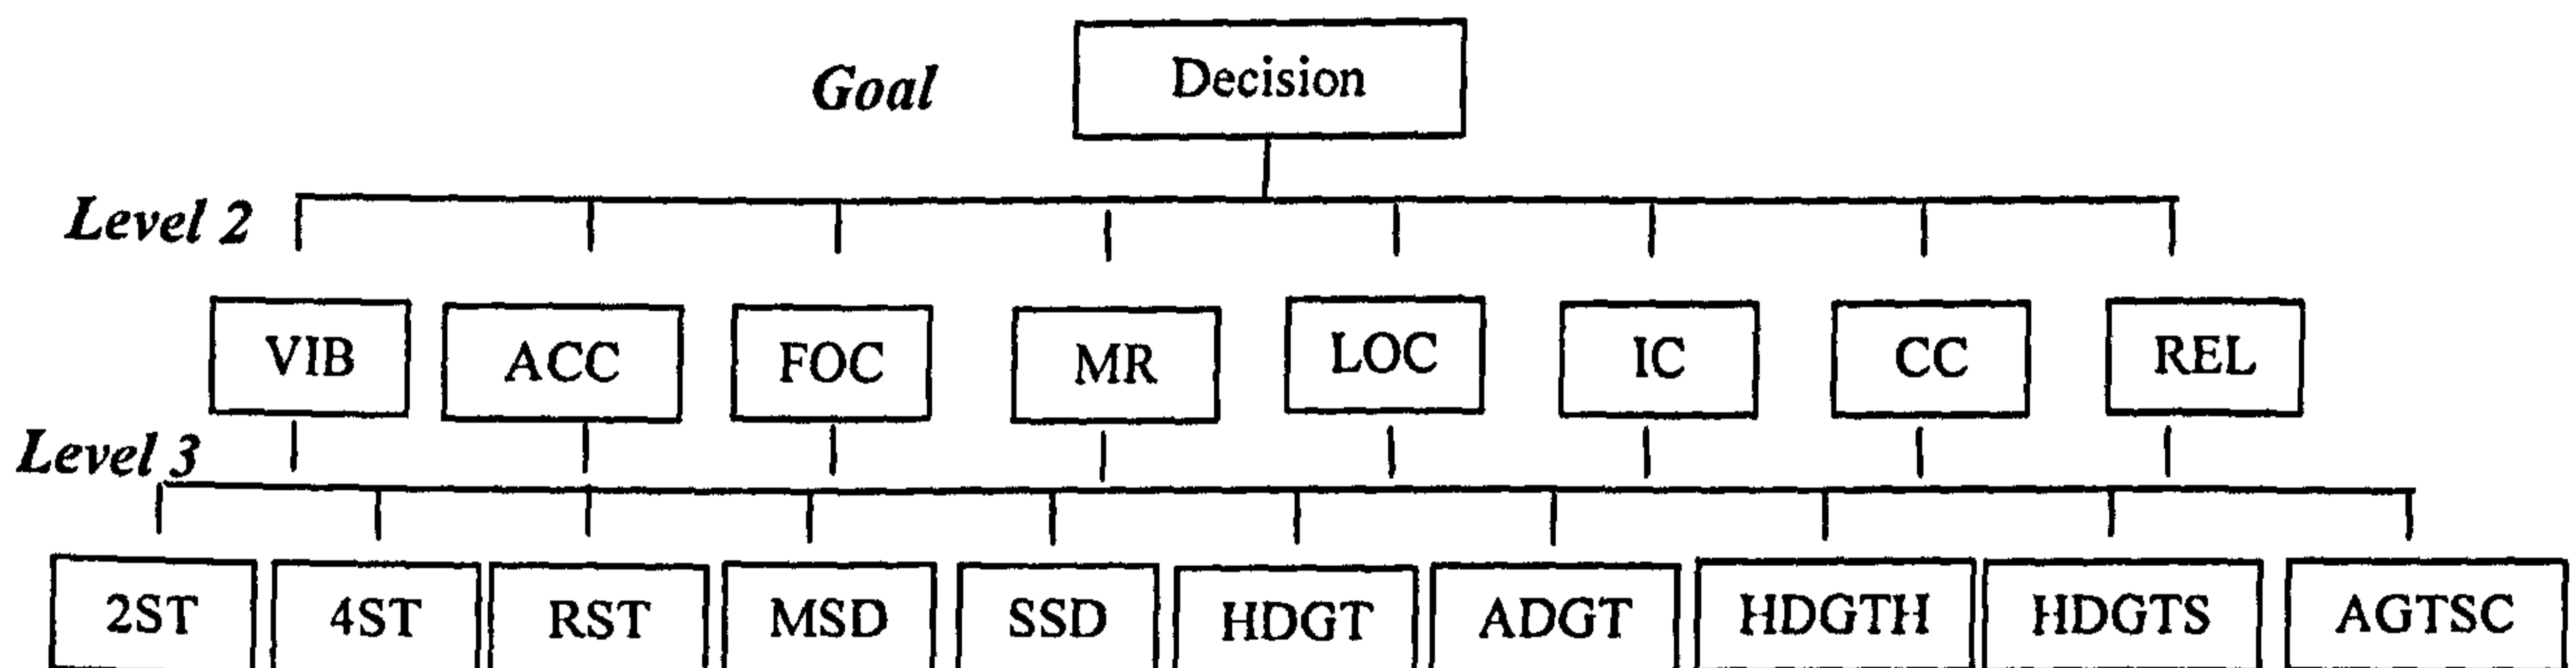 Goal Decision
Level 2
VIB ACC FOC MR LOC IC CC REL
Level 3
2ST 4ST RST MSD SSD HDGT ADGT HDGTH HDGTS AGTSC